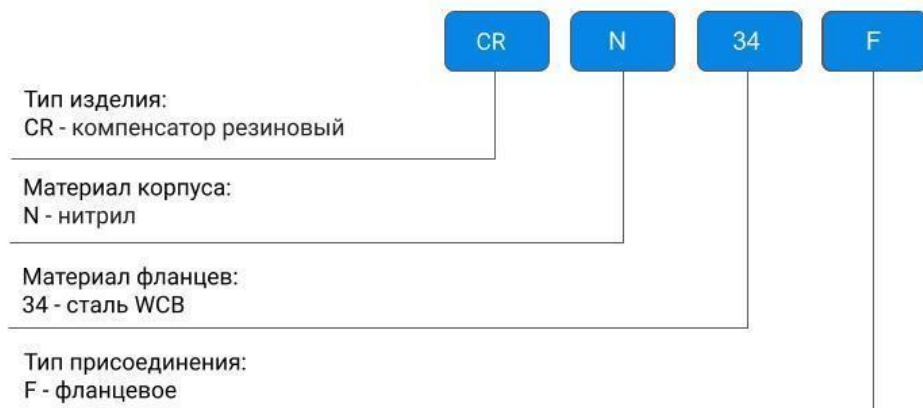 CR N 34 F
Тип изделия:
CR - компенсатор резиновый
Материал корпуса:
N - нитрил
Материал фланцев:
34 - сталь WCB
Тип присоединения:
F - фланцевое